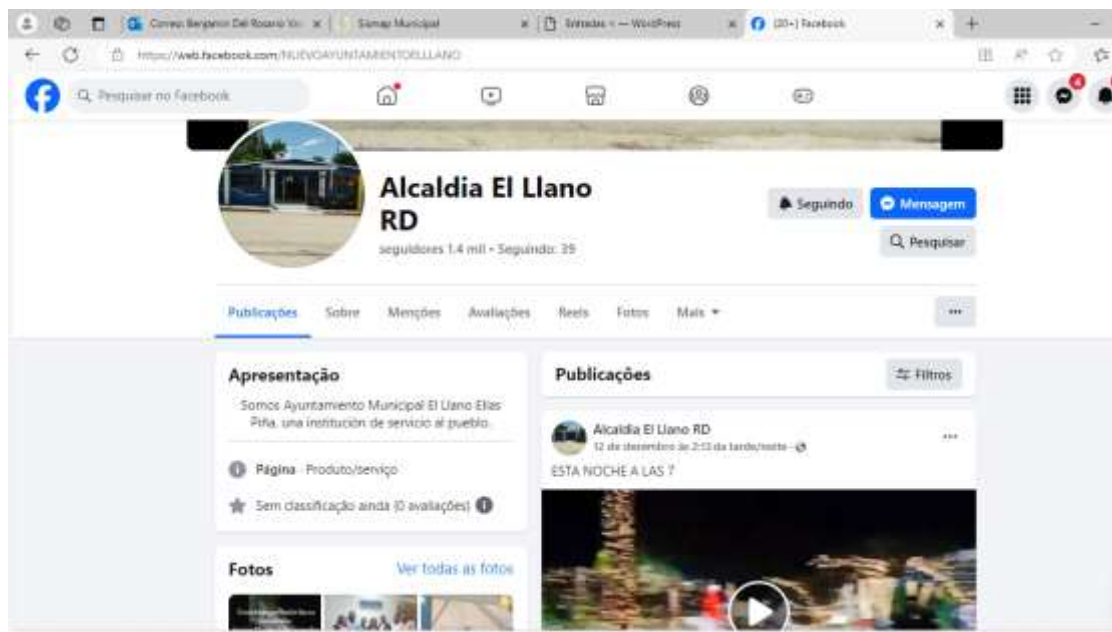 Correo: Benjamin Del Rosario
Sismap Municipal
Entradas < — WordPress
(20+) Facebook
https://web.facebook.com/NUEVOAYUNTAMIENTOELLLANO
Pesquisar no Facebook
4
Alcaldia El Llano
RD
seguidores 1.4 mil • Seguindo: 39
Seguindo
Mensagem
Pesquisar
Publicações Sobre Menções Avaliações Reels Fotos Mais
Apresentação
Somos Ayuntamiento Municipal El Llano Elias
Piña, una institución de servicio al pueblo.
Página · Produto/serviço
Sem classificação ainda (0 avaliações)
Fotos
Ver todas as fotos
Publicações
Filtros
Alcaldia El Llano RD
12 de dezembro às 2:13 da tarde/noite ·
ESTA NOCHE A LAS 7